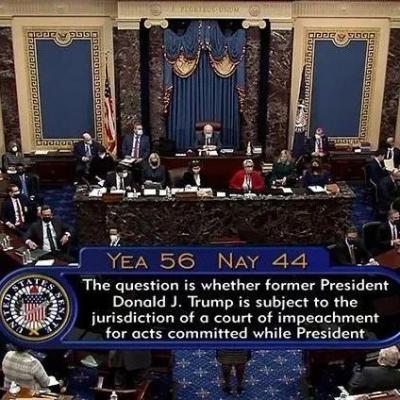 E PLURIBUS UNUM
YEA 56 NAY 44
The question is whether former President
Donald J. Trump is subject to the
jurisdiction of a court of impeachment
for acts committed while President
UNITED STATES SENATE